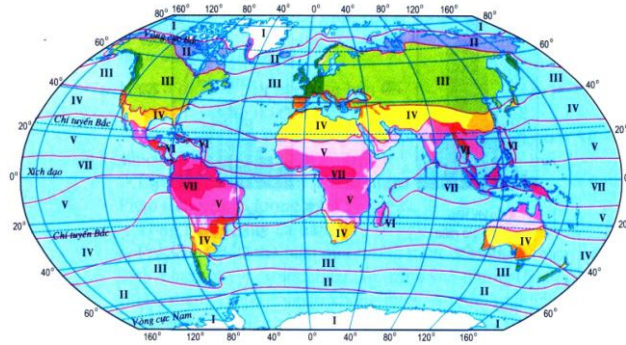 80° 160° 120° 80° 40° 0° 40° 80° 120° 160° 80°
I I I
Vòng cực Bắc
60° II II II 60°
III III III III III
40° 40°
IV IV IV IV IV
20° Chí tuyến Bắc 20°
V VI VI V VI VI V
VII VII VII VII VII
0° Xích đạo 0°
V V V VI V
20° Chí tuyến Bắc 20°
IV IV IV IV IV
40° III III III 40°
II II II
60° 60°
Vòng cực Nam I I I
80° 80°
160° 120° 80° 40° 0° 40° 80° 120° 160°